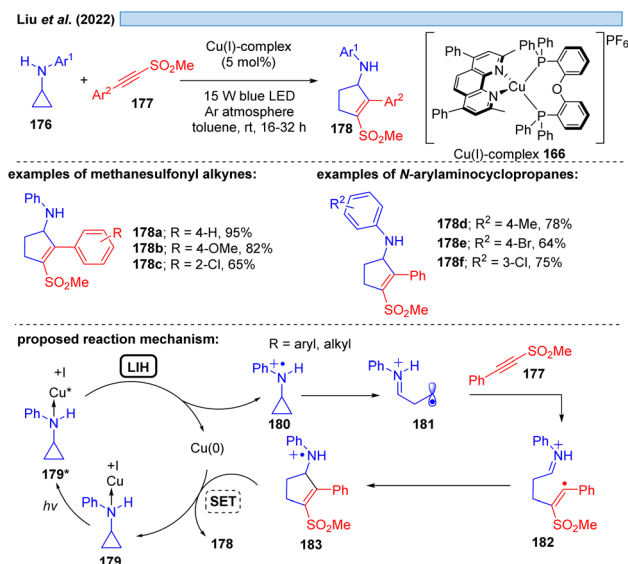 Liu et al. (2022)
H
N
Ar¹
176
+
SO₂Me
Ar²
177
Cu(I)-complex
(5 mol%)
15 W blue LED
Ar atmosphere
toluene, rt, 16-32 h
Ar¹
NH
Ar²
SO₂Me
178
Ph
Ph
Ph
Ph
PF₆
N
P
Cu
O
N
P
Ph
Me
Ph
Ph
Cu(I)-complex 166
examples of methanesulfonyl alkynes:
Ph
NH
R
SO₂Me
178a; R = 4-H, 95%
178b; R = 4-OMe, 82%
178c; R = 2-Cl, 65%
examples of N-arylaminocyclopropanes:
R²
NH
Ph
SO₂Me
178d; R² = 4-Me, 78%
178e; R² = 4-Br, 64%
178f; R² = 3-Cl, 75%
proposed reaction mechanism:
R = aryl, alkyl
+I
Cu*
Ph
N
H
179*
LIH
Ph
N
H
180
Ph
N
H
181
SO₂Me
Ph
177
hv
+I
Cu
Ph
N
H
179
Cu(0)
SET
178
Ph
NH
Ph
SO₂Me
183
Ph
NH
Ph
SO₂Me
182